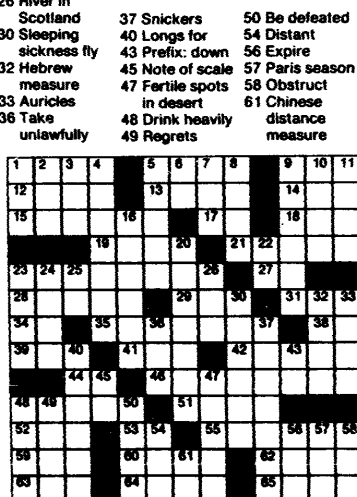 26 River in
Scotland
30 Sleeping
sickness fly
32 Hebrew
measure
33 Auricles
36 Take
unlawfully
37 Snickers
40 Longs for
43 Prefix: down
45 Note of scale
47 Fertile spots
in desert
48 Drink heavily
49 Regrets
50 Be defeated
54 Distant
56 Expire
57 Paris season
58 Obstruct
61 Chinese
distance
measure
1 2 3 4 5 6 7 8 9 10 11
12 13 14
15 16 17 18
19 20 21 22
23 24 25 26 27
28 29 30 31 32 33
34 35 36 37 38
39 40 41 42 43
44 45 46 47
48 49 50 51
52 53 54 55 56 57 58
59 60 61 62
63 64 65